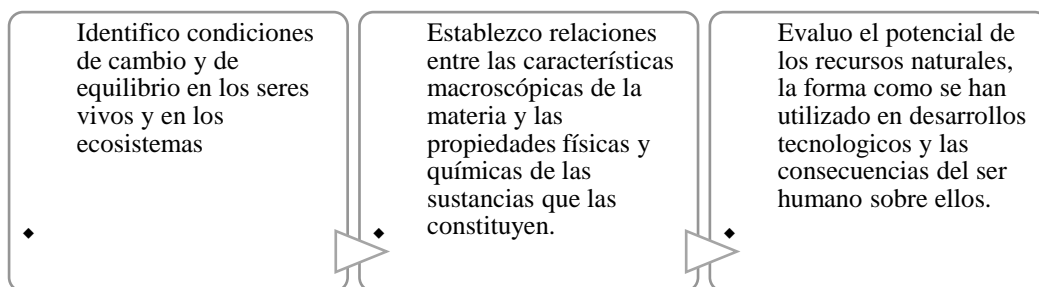 Identifico condiciones
de cambio y de
equilibrio en los seres
vivos y en los
ecosistemas
Establezco relaciones
entre las características
macroscópicas de la
materia y las
propiedades físicas y
químicas de las
sustancias que las
constituyen.
Evaluo el potencial de
los recursos naturales,
la forma como se han
utilizado en desarrollos
tecnologicos y las
consecuencias del ser
humano sobre ellos.